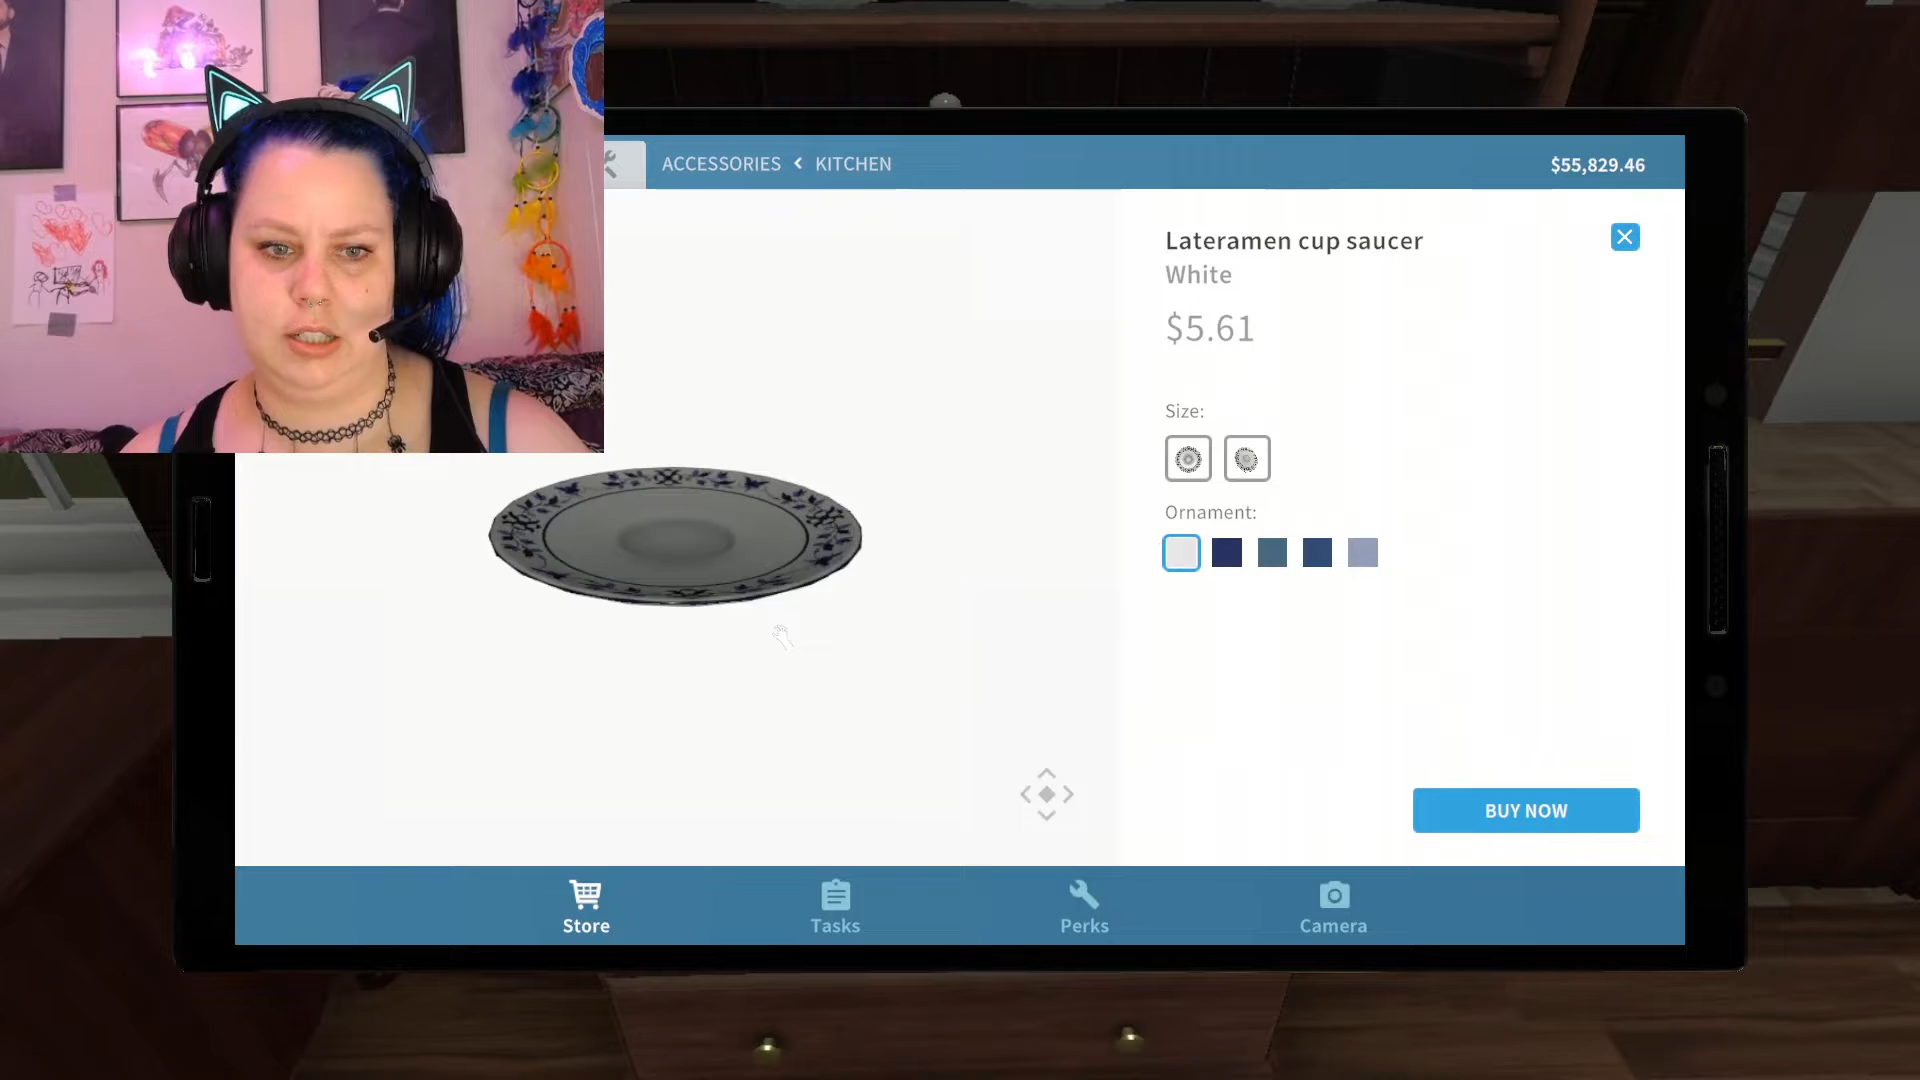 ACCESSORIES < KITCHEN
$55,829.46
Lateramen cup saucer
White
$5.61
Size:
Ornament:
BUY NOW
Store
Tasks
Perks
Camera